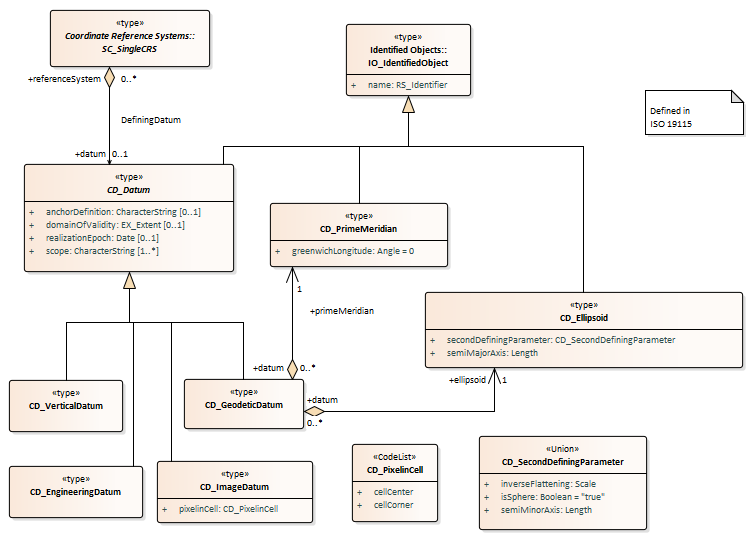 «type»
Coordinate Reference Systems::
SC_SingleCRS
«type»
Identified Objects::
IO_IdentifiedObject
+ name: RS_Identifier
Defined in
ISO 19115
+referenceSystem 0..*
DefiningDatum
+datum 0..1
«type»
CD_Datum
+ anchorDefinition: CharacterString [0..1]
+ domainOfValidity: EX_Extent [0..1]
+ realizationEpoch: Date [0..1]
+ scope: CharacterString [1..*]
«type»
CD_PrimeMeridian
+ greenwichLongitude: Angle = 0
1
+primeMeridian
+datum 0..*
«type»
CD_Ellipsoid
+ secondDefiningParameter: CD_SecondDefiningParameter
+ semiMajorAxis: Length
+ellipsoid 1
«type»
CD_VerticalDatum
«type»
CD_GeodeticDatum
+datum
0..*
«type»
CD_EngineeringDatum
«type»
CD_ImageDatum
+ pixelinCell: CD_PixelinCell
«CodeList»
CD_PixelinCell
+ cellCenter
+ cellCorner
«Union»
CD_SecondDefiningParameter
+ inverseFlattening: Scale
+ isSphere: Boolean = "true"
+ semiMinorAxis: Length